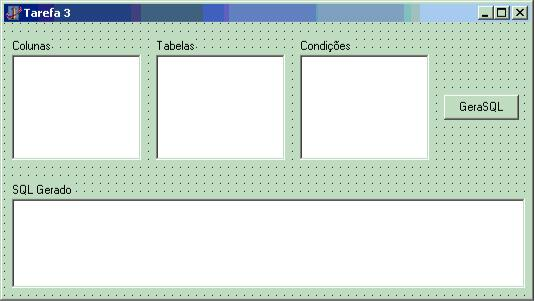 Tarefa 3
Colunas
Tabelas
Condições
GeraSQL
SQL Gerado